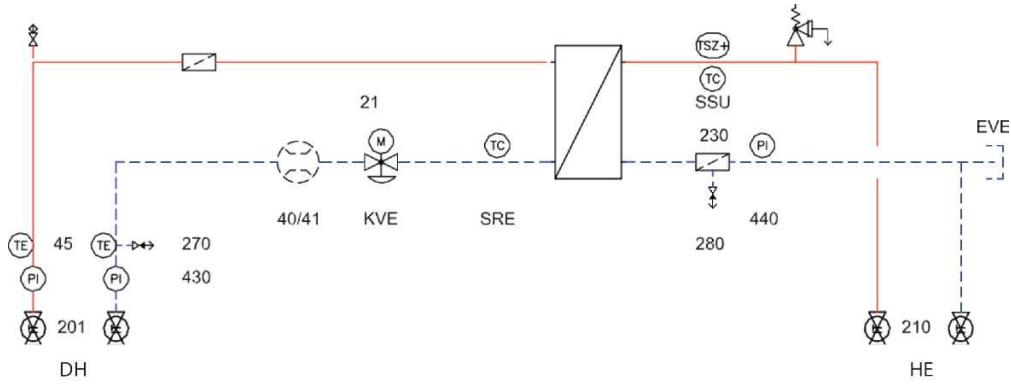 TSZ+
TC
21
SSU
EVE
M
230
TC
PI
40/41
KVE
SRE
440
TE
45
TE
270
280
PI
PI
430
201
210
DH
HE